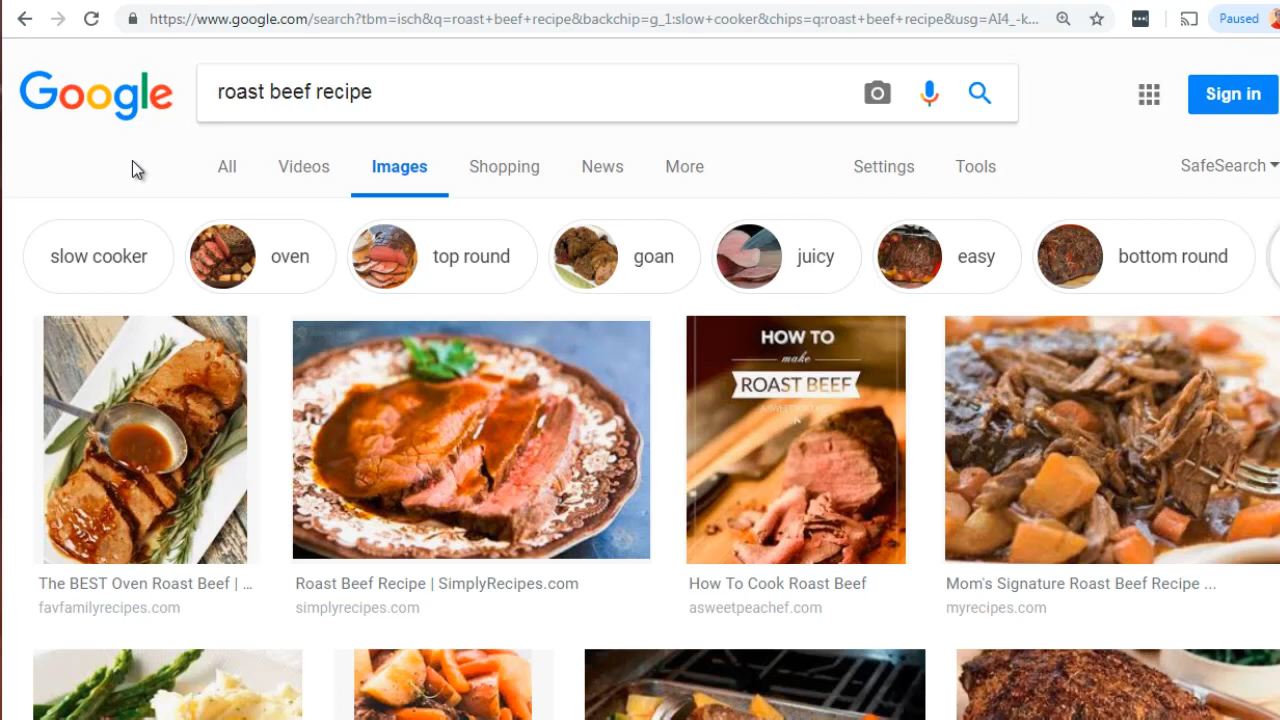 https://www.google.com/search?tbm=isch&q=roast+beef+recipe&backchip=g_1:slow+cooker&chips=q:roast+beef+recipe&usg=AI4_-k...
Paused
Google
roast beef recipe
Sign in
All Videos Images Shopping News More Settings Tools SafeSearch
slow cooker oven top round goan juicy easy bottom round
HOW TO
make
ROAST BEEF
The BEST Oven Roast Beef | ... Roast Beef Recipe | SimplyRecipes.com How To Cook Roast Beef Mom's Signature Roast Beef Recipe ...
favfamilyrecipes.com simplyrecipes.com asweetpeachef.com myrecipes.com